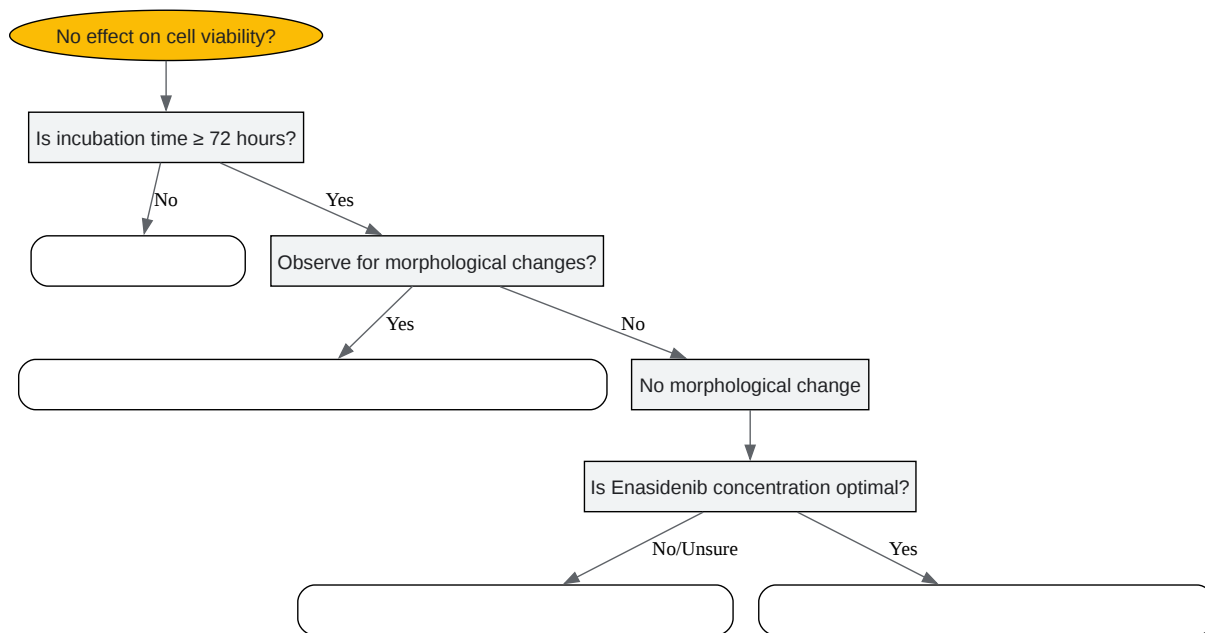 No effect on cell viability?
Is incubation time ≥ 72 hours?
No
Yes
Observe for morphological changes?
Yes
No
No morphological change
Is Enasidenib concentration optimal?
No/Unsure
Yes